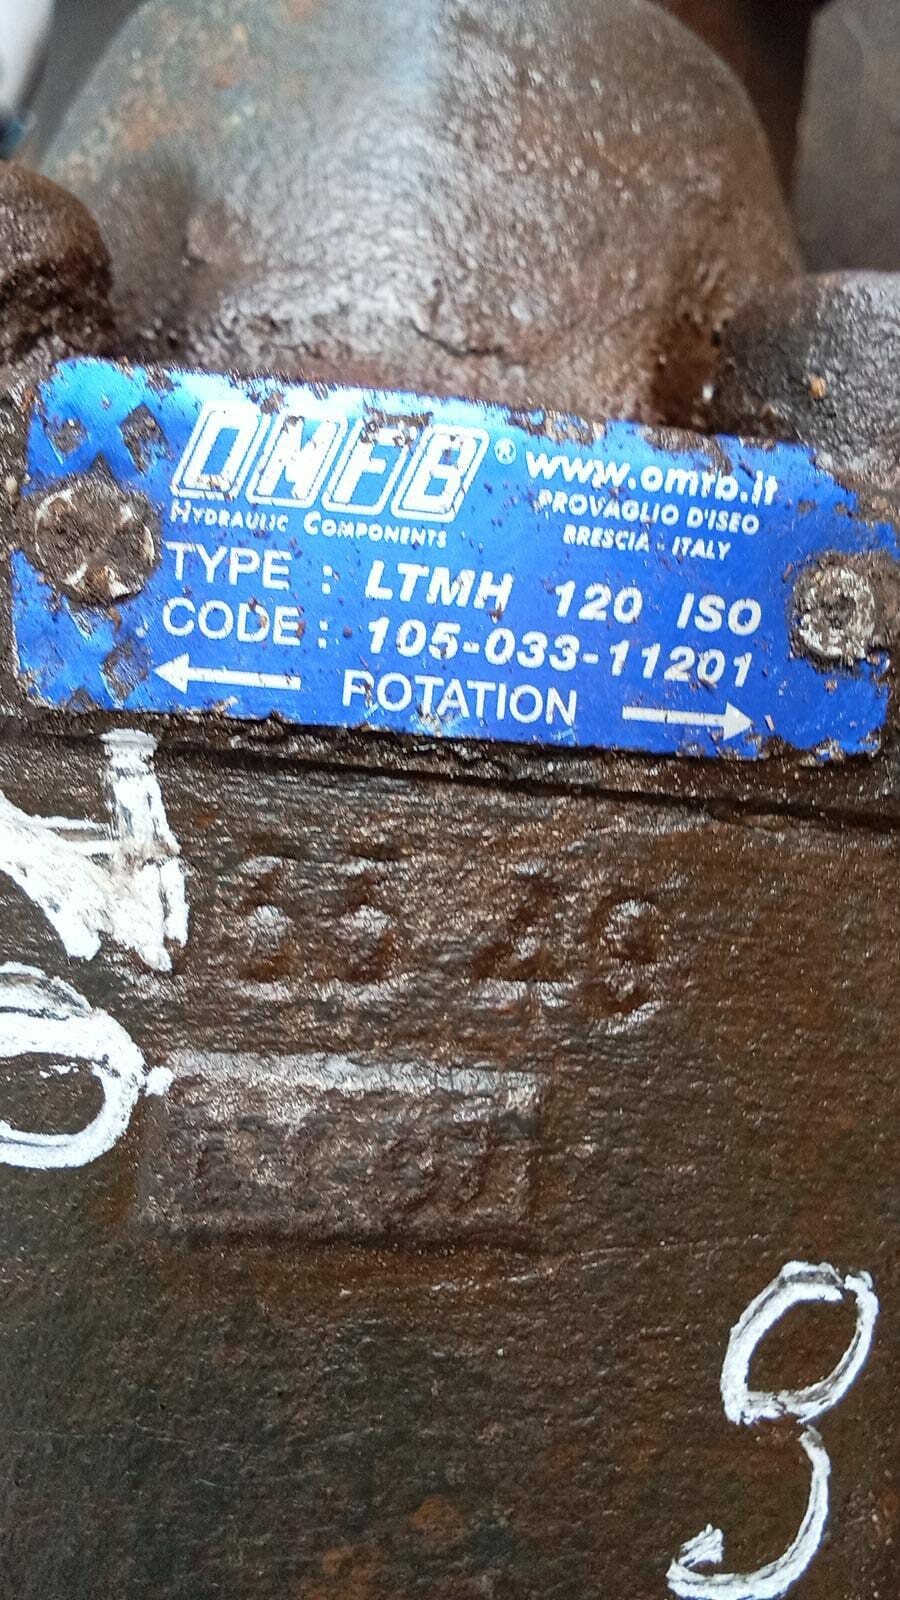 OMFB® www.omfb.it
HYDRAULIC COMPONENTS PROVAGLIO D'ISEO
BRESCIA - ITALY
TYPE : LTMH 120 ISO
CODE : 105-033-11201
ROTATION
9